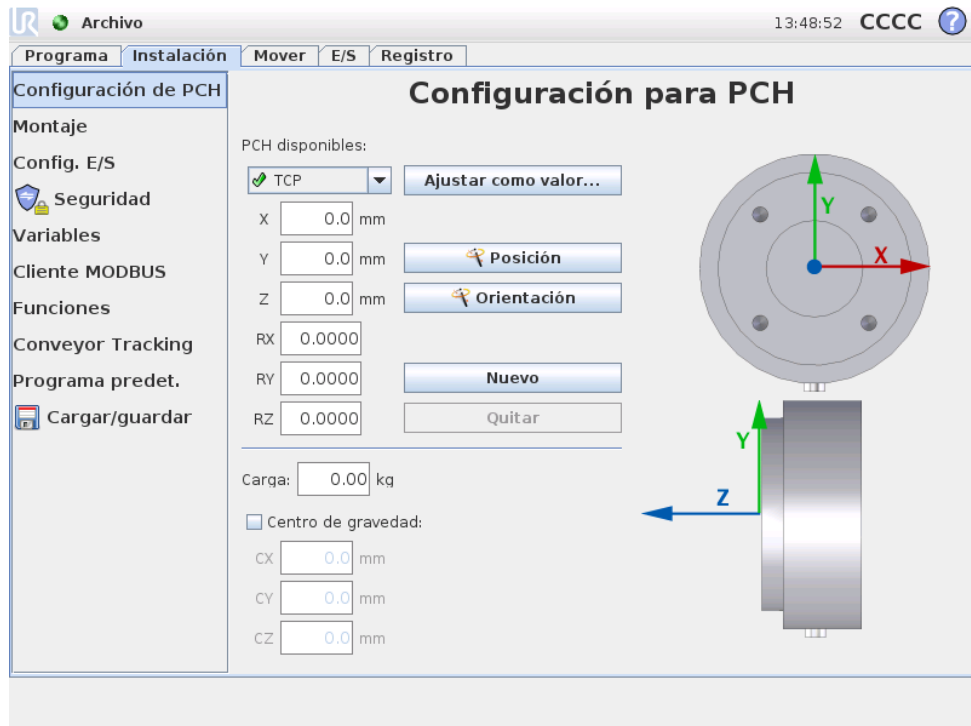 UR Archivo 13:48:52 CCCC ?
Programa Instalación Mover E/S Registro
Configuración de PCH
Montaje
Config. E/S
Seguridad
Variables
Cliente MODBUS
Funciones
Conveyor Tracking
Programa predet.
Cargar/guardar
Configuración para PCH
PCH disponibles:
TCP Ajustar como valor...
X 0.0 mm
Y 0.0 mm Posición
Z 0.0 mm Orientación
RX 0.0000
RY 0.0000 Nuevo
RZ 0.0000 Quitar
Carga: 0.00 kg
Centro de gravedad:
CX 0.0 mm
CY 0.0 mm
CZ 0.0 mm
Y
X
Y
Z